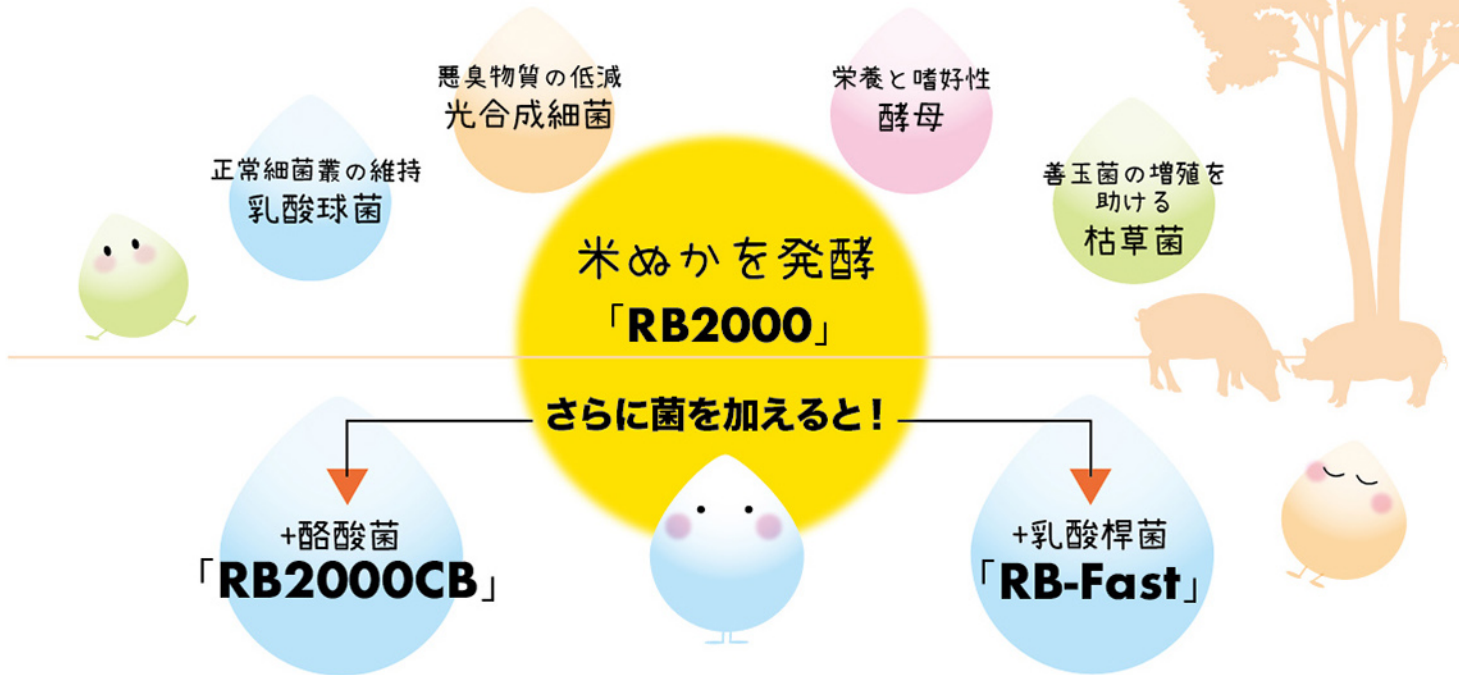 悪臭物質の低減
光合成細菌
栄養と嗜好性
酵母
正常細菌叢の維持
乳酸球菌
善玉菌の増殖を
助ける
枯草菌
米ぬかを発酵
「RB2000」
さらに菌を加えると！
+酪酸菌
「RB2000CB」
+乳酸桿菌
「RB-Fast」